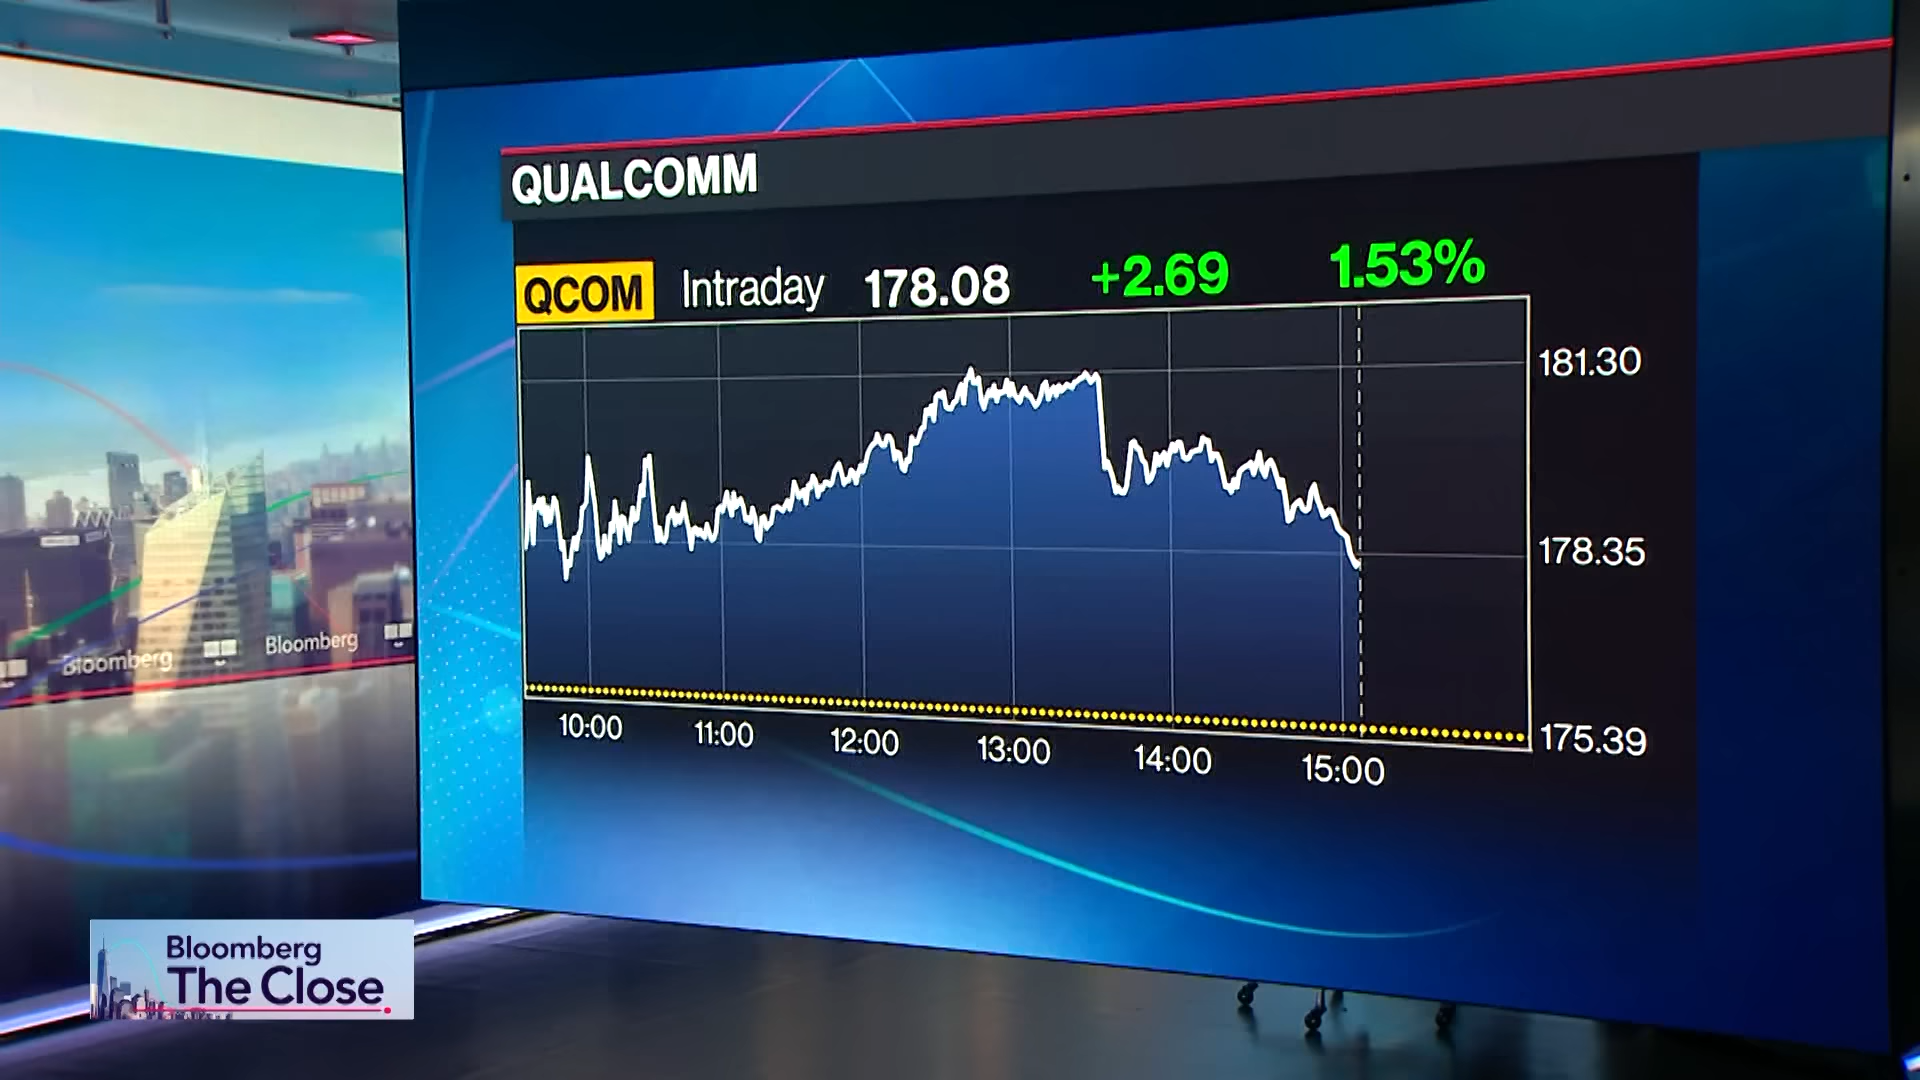 QUALCOMM
QCOM Intraday 178.08 +2.69 1.53%
181.30
178.35
175.39
10:00 11:00 12:00 13:00 14:00 15:00
Bloomberg Bloomberg
Bloomberg
The Close